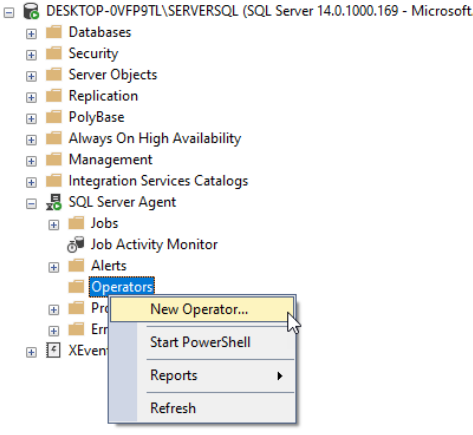 DESKTOP-0VFP9TL\SERVERSQL (SQL Server 14.0.1000.169 - Microsoft
Databases
Security
Server Objects
Replication
PolyBase
Always On High Availability
Management
Integration Services Catalogs
SQL Server Agent
Jobs
Job Activity Monitor
Alerts
Operators
Pro
New Operator...
Err
Start PowerShell
XEven
Reports
Refresh